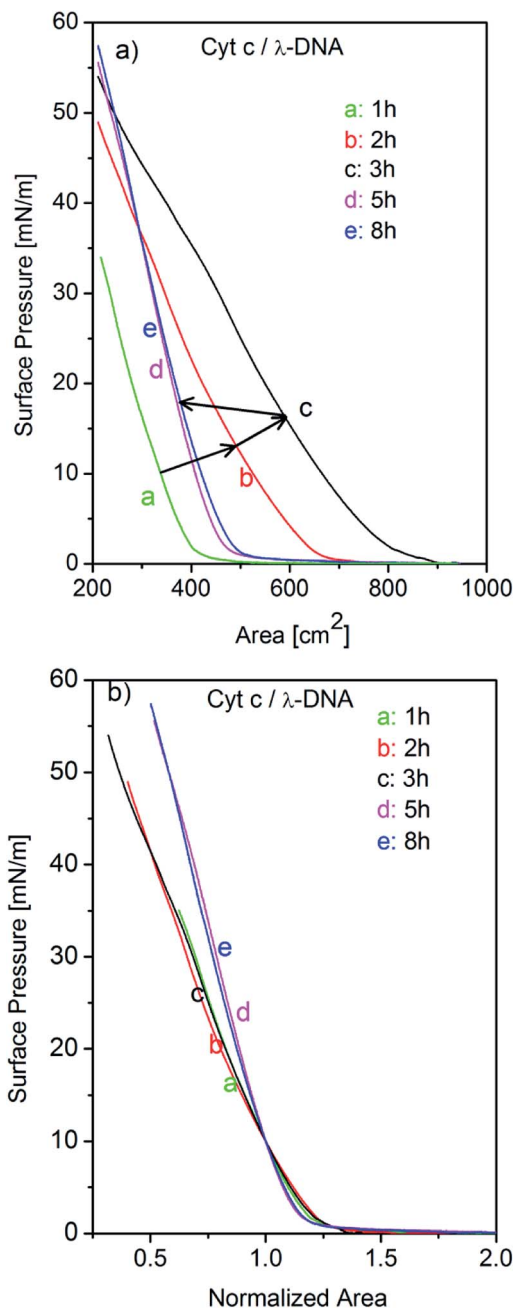 a)
Cyt c / λ-DNA
a: 1h
b: 2h
c: 3h
d: 5h
e: 8h
e
d
c
b
a
60
50
40
30
20
10
0
200 400 600 800 1000
Surface Pressure [mN/m]
Area [cm²]
b)
Cyt c / λ-DNA
a: 1h
b: 2h
c: 3h
d: 5h
e: 8h
e
c
d
b
a
60
50
40
30
20
10
0
0.5 1.0 1.5 2.0
Surface Pressure [mN/m]
Normalized Area